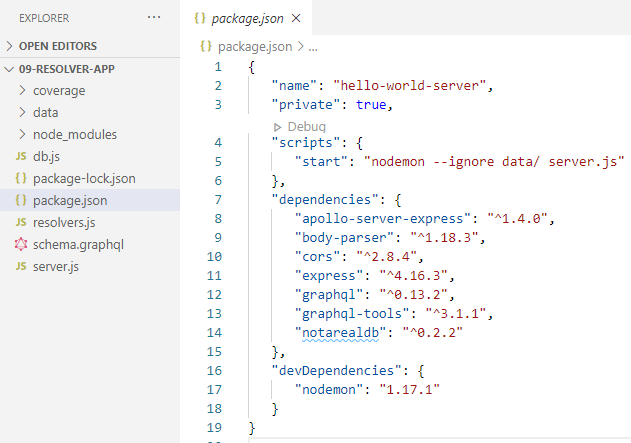 EXPLORER
···
OPEN EDITORS
09-RESOLVER-APP
coverage
data
node_modules
JS db.js
{} package-lock.json
{} package.json
JS resolvers.js
schema.graphql
JS server.js
{} package.json ×
{} package.json > ...
1 {
2 "name": "hello-world-server",
3 "private": true,
Debug
4 "scripts": {
5 "start": "nodemon --ignore data/ server.js"
6 },
7 "dependencies": {
8 "apollo-server-express": "^1.4.0",
9 "body-parser": "^1.18.3",
10 "cors": "^2.8.4",
11 "express": "^4.16.3",
12 "graphql": "^0.13.2",
13 "graphql-tools": "^3.1.1",
14 "notarealdb": "^0.2.2"
15 },
16 "devDependencies": {
17 "nodemon": "1.17.1"
18 }
19 }